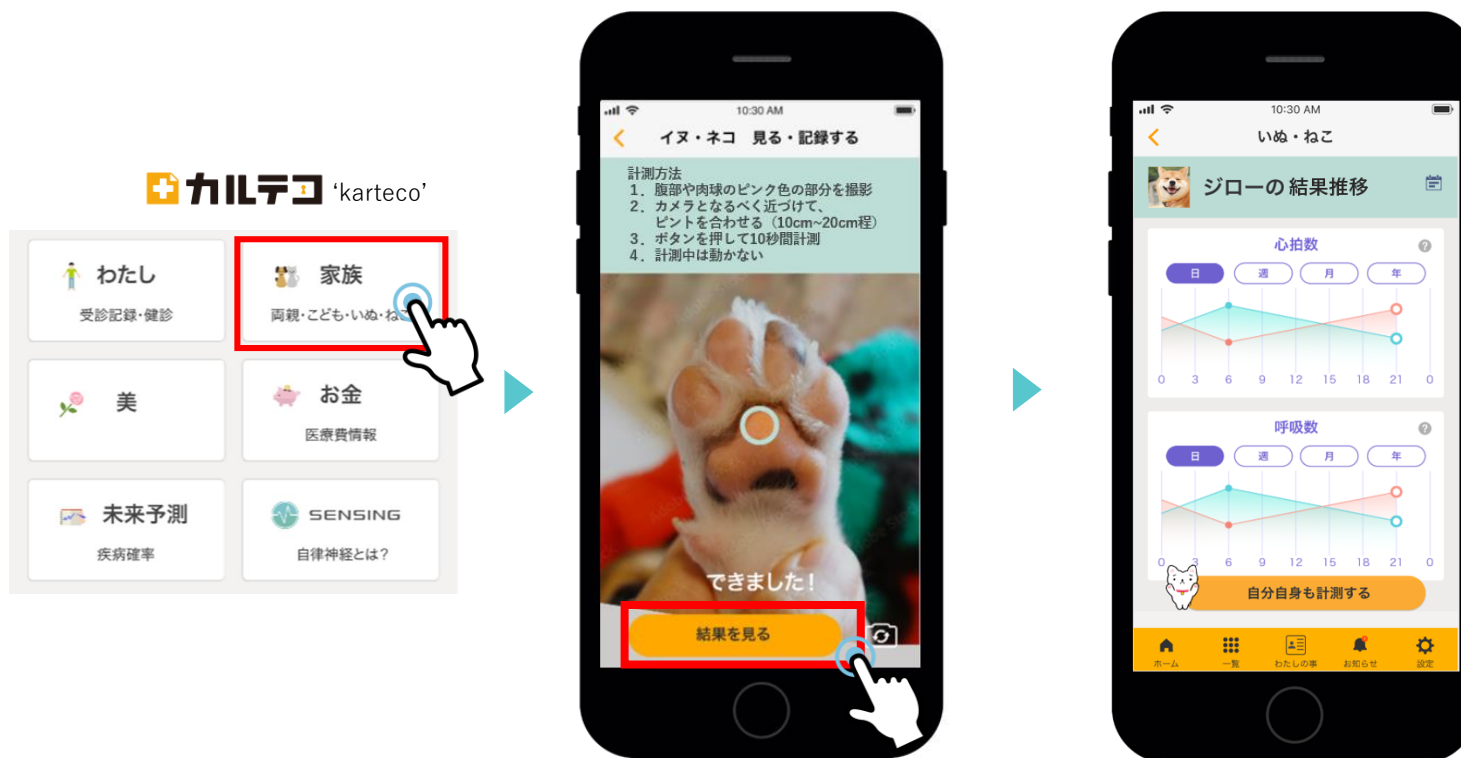 カルテコ 'karteco'
わたし
受診記録・健診
家族
両親・こども・いぬ・ねこ
美
お金
医療費情報
未来予測
疾病確率
SENSING
自律神経とは?
10:30 AM
イヌ・ネコ 見る・記録する
計測方法
1. 腹部や肉球のピンク色の部分を撮影
2. カメラとなるべく近づけて、
ピントを合わせる(10cm~20cm程)
3. ボタンを押して10秒間計測
4. 計測中は動かない
できました!
結果を見る
10:30 AM
いぬ・ねこ
ジローの結果推移
心拍数 ?
日 週 月 年
0 3 6 9 12 15 18 21 0
呼吸数 ?
日 週 月 年
0 3 6 9 12 15 18 21 0
自分自身も計測する
ホーム 一覧 わたしの事 お知らせ 設定